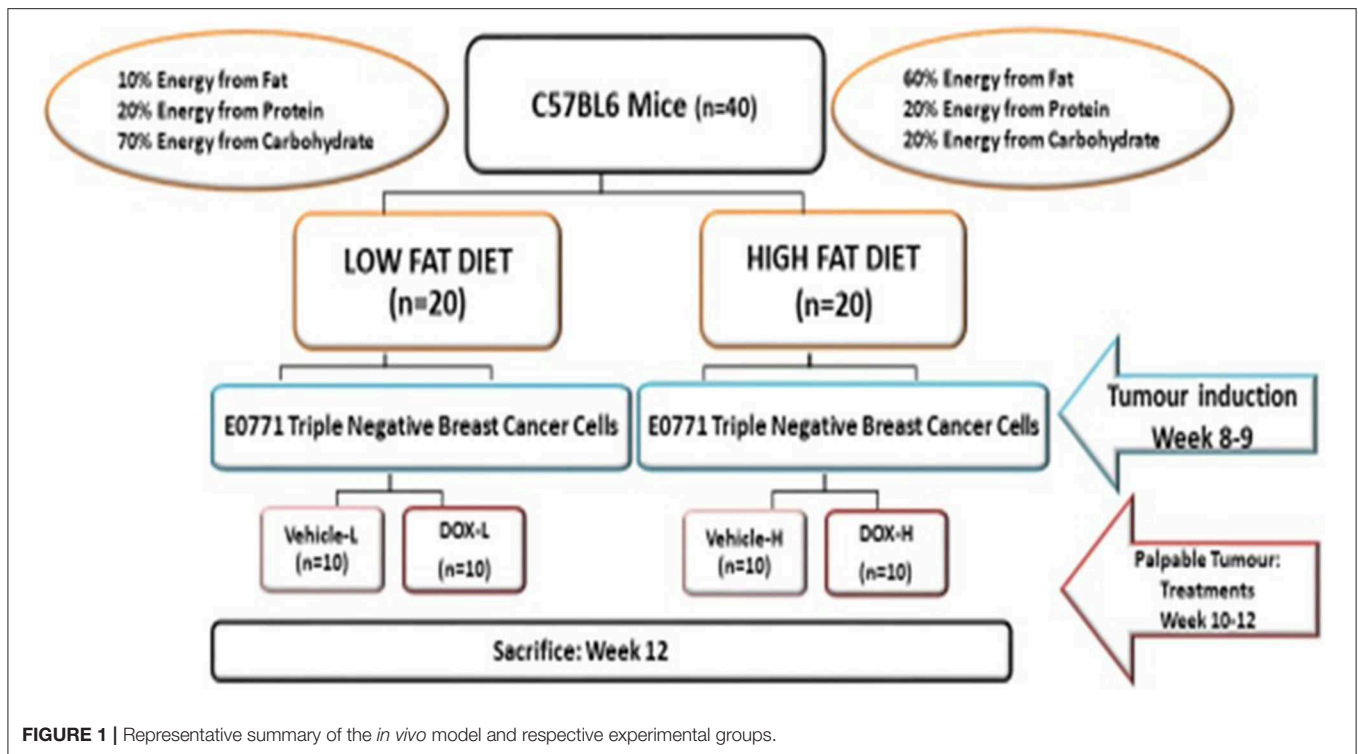 10% Energy from Fat
20% Energy from Protein
70% Energy from Carbohydrate
C57BL6 Mice (n=40)
60% Energy from Fat
20% Energy from Protein
20% Energy from Carbohydrate
LOW FAT DIET
(n=20)
HIGH FAT DIET
(n=20)
E0771 Triple Negative Breast Cancer Cells
E0771 Triple Negative Breast Cancer Cells
Tumour induction
Week 8-9
Vehicle-L
(n=10)
DOX-L
(n=10)
Vehicle-H
(n=10)
DOX-H
(n=10)
Palpable Tumour:
Treatments
Week 10-12
Sacrifice: Week 12
FIGURE 1 | Representative summary of the in vivo model and respective experimental groups.